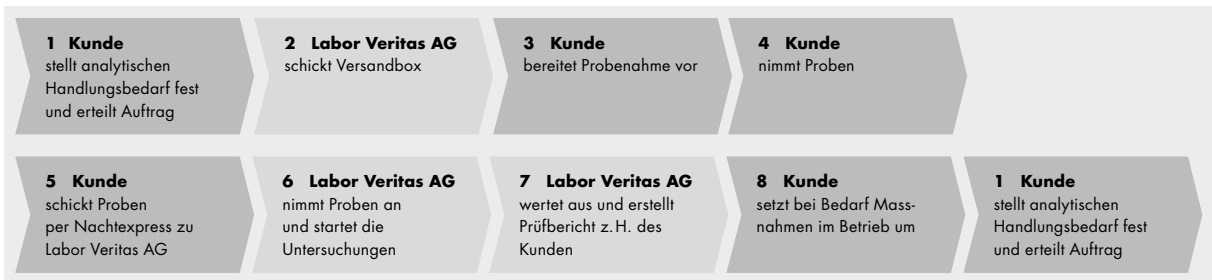 1 Kunde
stellt analytischen
Handlungsbedarf fest
und erteilt Auftrag
2 Labor Veritas AG
schickt Versandbox
3 Kunde
bereitet Probenahme vor
4 Kunde
nimmt Proben
5 Kunde
schickt Proben
per Nachtexpress zu
Labor Veritas AG
6 Labor Veritas AG
nimmt Proben an
und startet die
Untersuchungen
7 Labor Veritas AG
wertet aus und erstellt
Prüfbericht z. H. des
Kunden
8 Kunde
setzt bei Bedarf Mass-
nahmen im Betrieb um
1 Kunde
stellt analytischen
Handlungsbedarf fest
und erteilt Auftrag